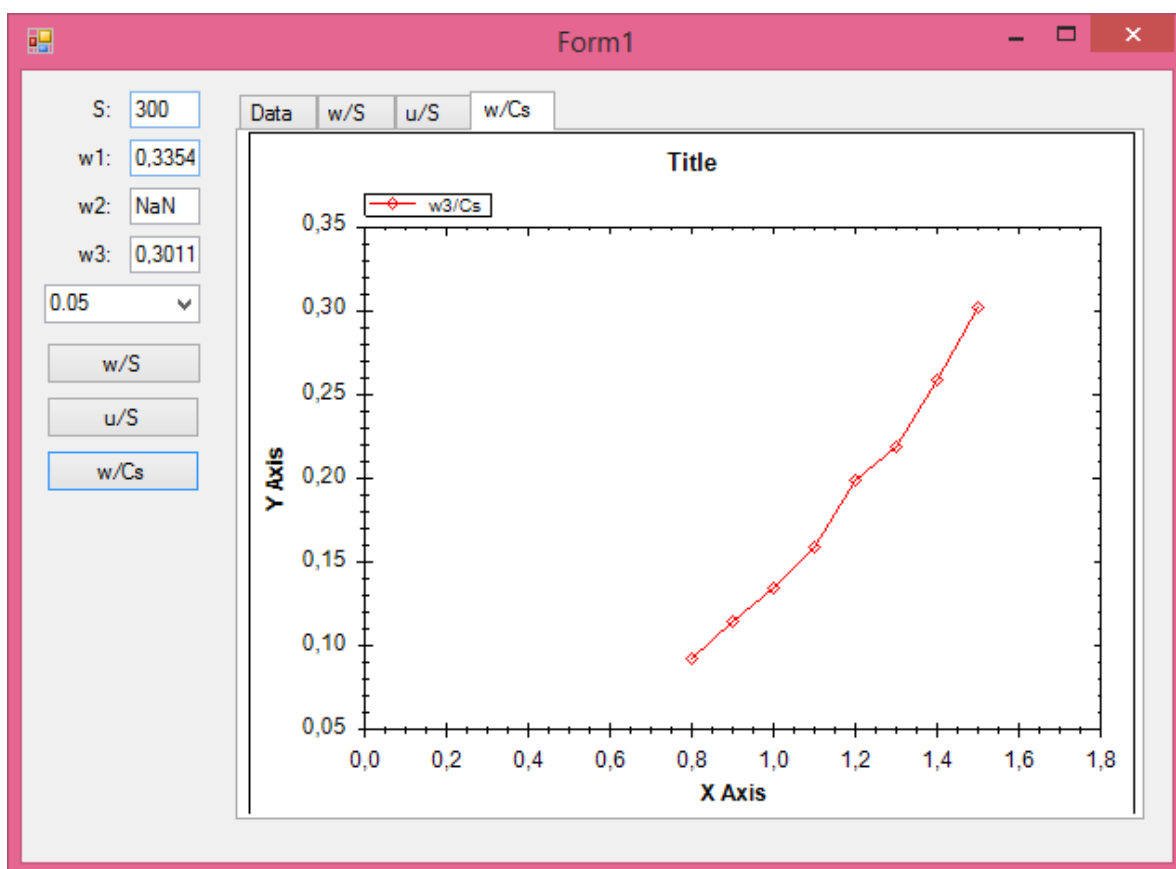 Form1
S: 300
w1: 0,3354
w2: NaN
w3: 0,3011
0.05
w/S
u/S
w/Cs
Data w/S u/S w/Cs
Title
w3/Cs
0,35
0,30
0,25
0,20
0,15
0,10
0,05
Y Axis
0,0 0,2 0,4 0,6 0,8 1,0 1,2 1,4 1,6 1,8
X Axis